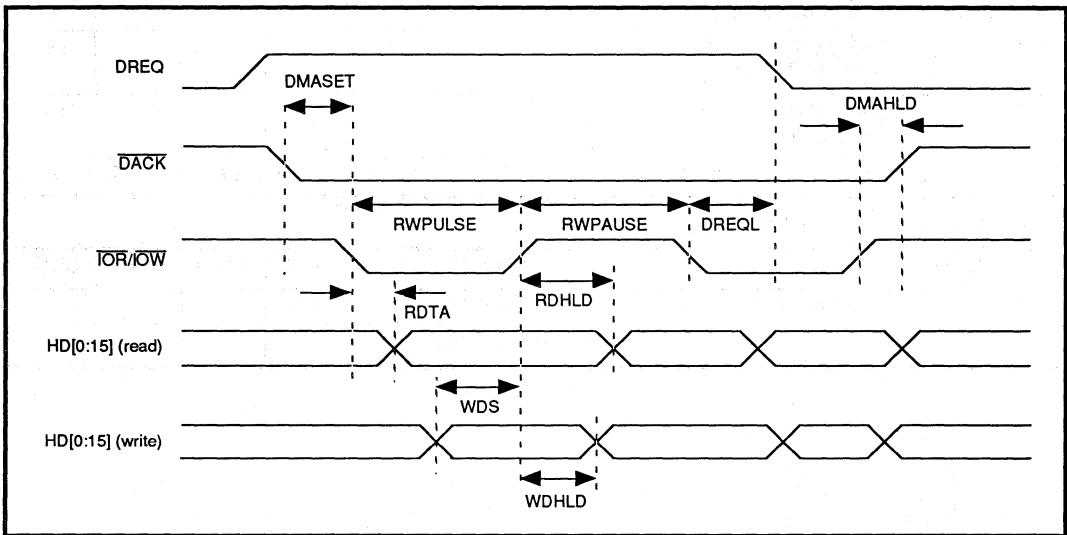 DREQ
DMASET
DMAHLD
DACK
RWPULSE
RWPAUSE
DREQL
IOR/IOW
RDTA
RDHLD
HD[0:15] (read)
WDS
HD[0:15] (write)
WDHLD